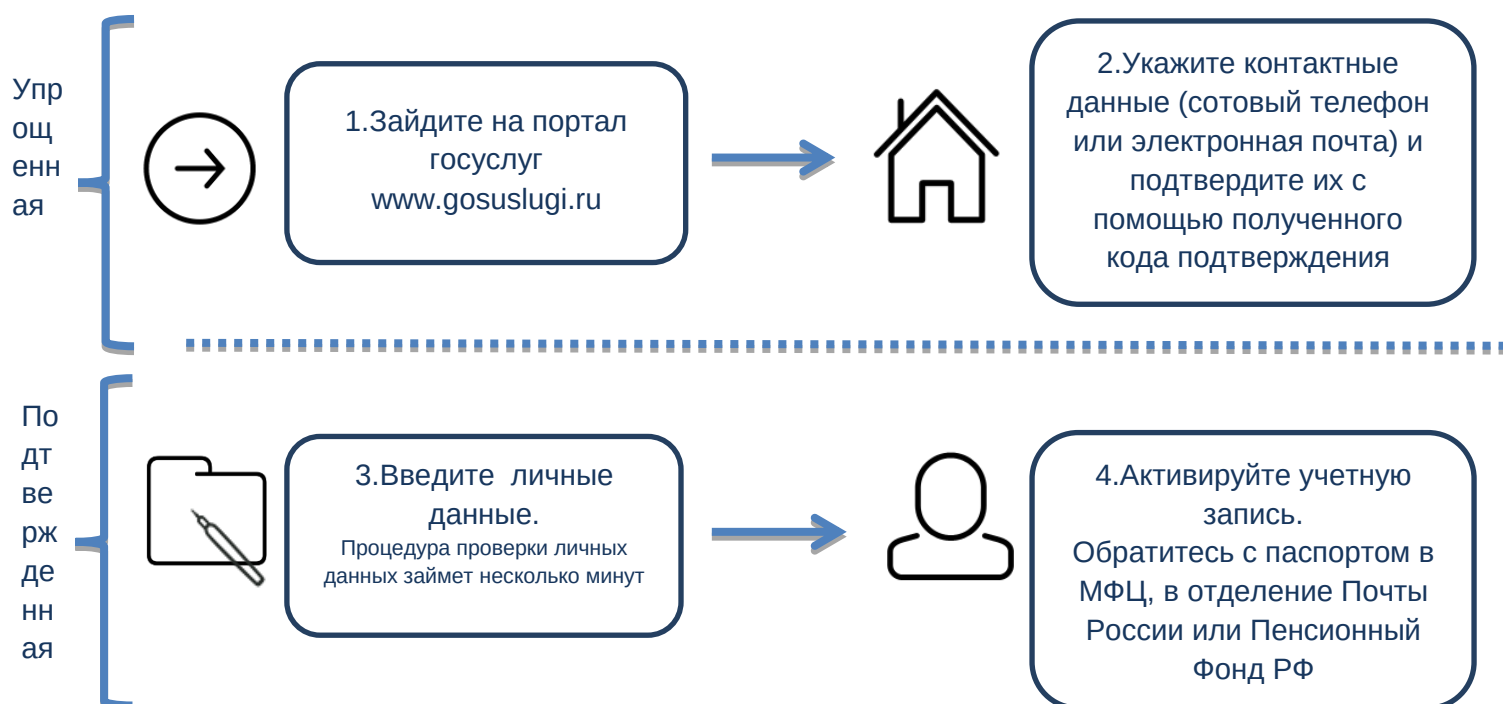 Упр
ощ
енн
ая
1.Зайдите на портал
госуслуг
www.gosuslugi.ru
2.Укажите контактные
данные (сотовый телефон
или электронная почта) и
подтвердите их с
помощью полученного
кода подтверждения
По
дт
ве
рж
де
нн
ая
3.Введите личные
данные.
Процедура проверки личных
данных займет несколько минут
4.Активируйте учетную
запись.
Обратитесь с паспортом в
МФЦ, в отделение Почты
России или Пенсионный
Фонд РФ